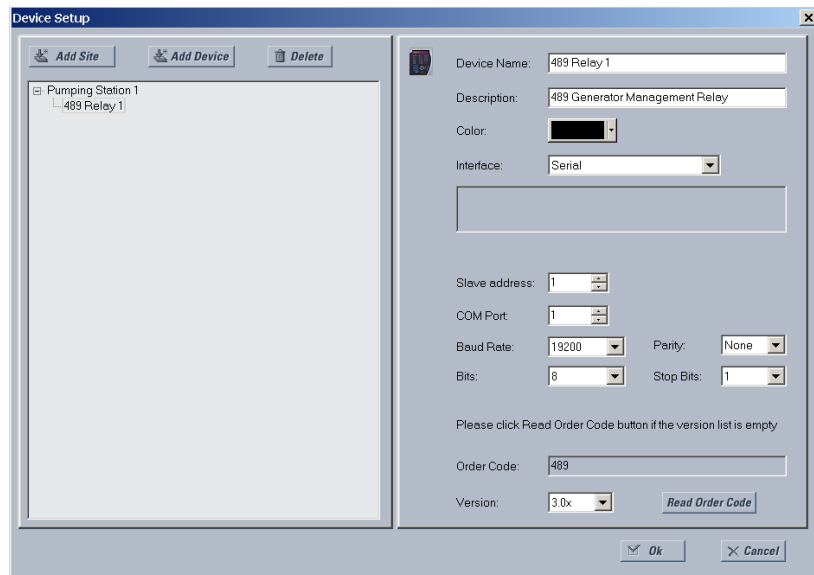 Device Setup
Add Site
Add Device
Delete
Pumping Station 1
489 Relay 1
Device Name: 489 Relay 1
Description: 489 Generator Management Relay
Color:
Interface: Serial
Slave address: 1
COM Port: 1
Baud Rate: 19200 Parity: None
Bits: 8 Stop Bits: 1
Please click Read Order Code button if the version list is empty
Order Code: 489
Version: 3.0x Read Order Code
Ok Cancel